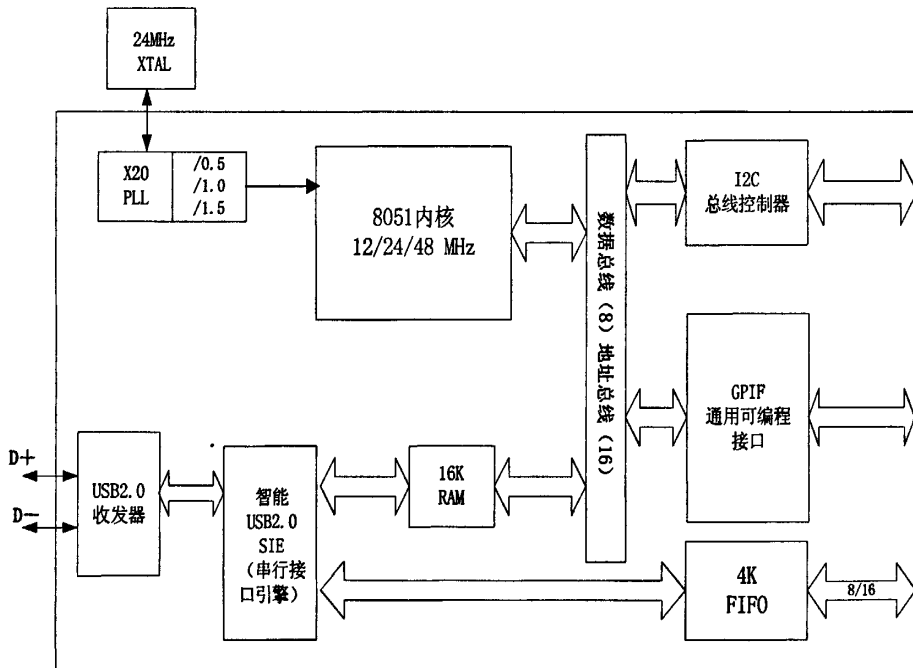 24MHz
XTAL
X20
PLL
/0.5
/1.0
/1.5
8051内核
12/24/48 MHz
数据总线(8)地址总线(16)
I2C
总线控制器
GPIF
通用可编程
接口
D+
D-
USB2.0
收发器
智能
USB2.0
SIE
(串行接
口引擎)
16K
RAM
4K
FIFO
8/16